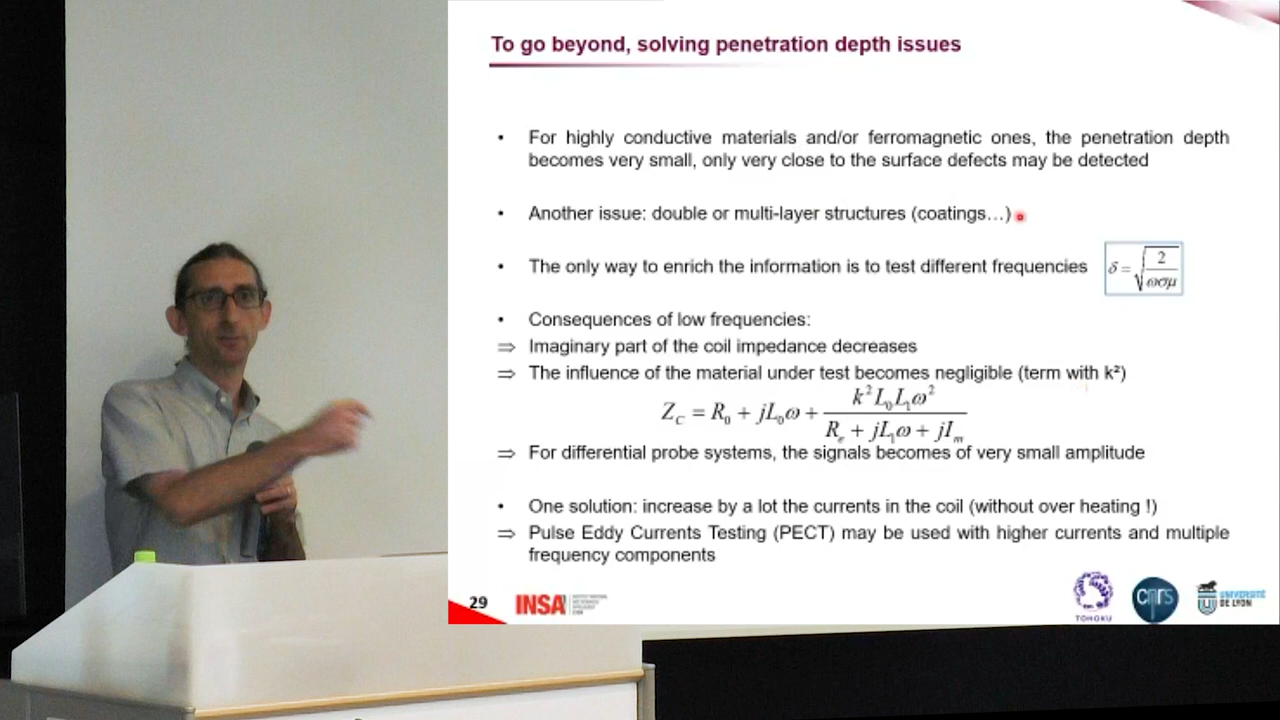 To go beyond, solving penetration depth issues
• For highly conductive materials and/or ferromagnetic ones, the penetration depth
becomes very small, only very close to the surface defects may be detected
• Another issue: double or multi-layer structures (coatings…)
• The only way to enrich the information is to test different frequencies δ = √(2/ωσμ)
• Consequences of low frequencies:
⇒ Imaginary part of the coil impedance decreases
⇒ The influence of the material under test becomes negligible (term with k²)
Z_C = R_0 + jL_0ω + (k²L_0L_1ω²)/(R_e + jL_1ω + jI_m)
⇒ For differential probe systems, the signals becomes of very small amplitude
• One solution: increase by a lot the currents in the coil (without over heating !)
⇒ Pulse Eddy Currents Testing (PECT) may be used with higher currents and multiple
frequency components
29
INSA
TOHOKU
cnrs
UNIVERSITÉ
DE LYON